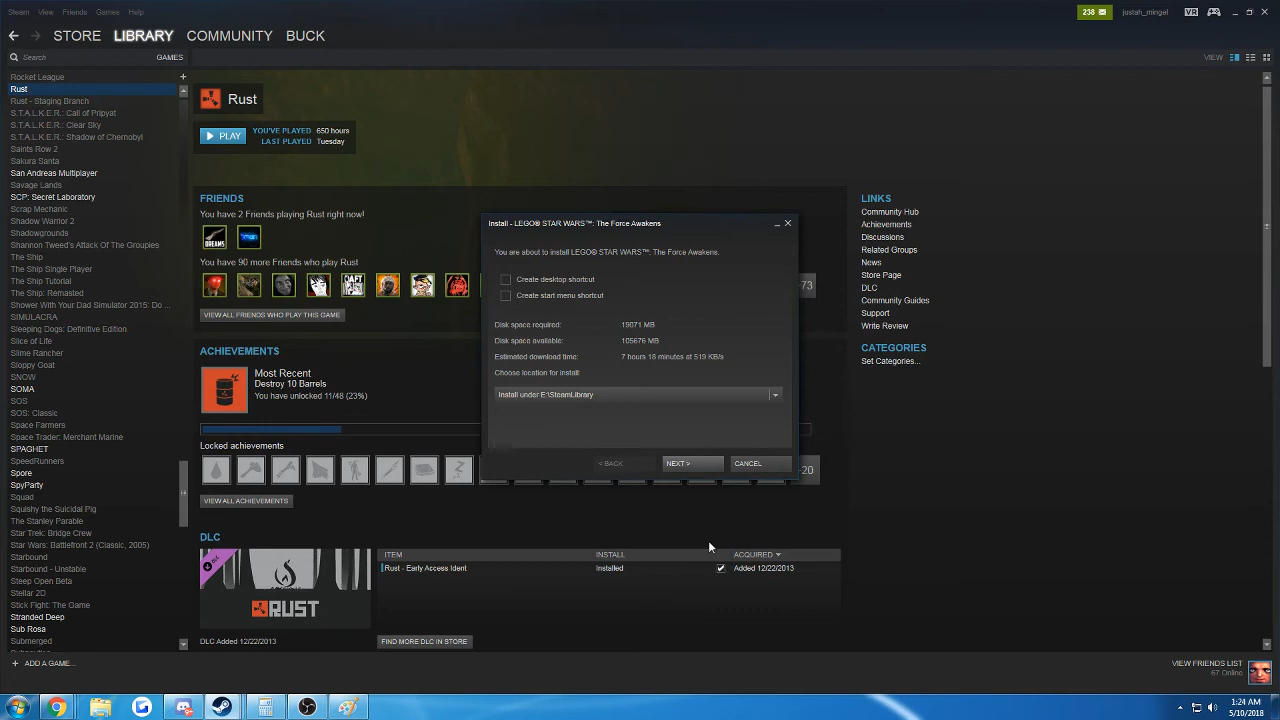 Steam View Friends Games Help
238
justah_mingel
VR
STORE LIBRARY COMMUNITY BUCK
Search GAMES
VIEW
Rocket League +
Rust
Rust - Staging Branch
S.T.A.L.K.E.R.: Call of Pripyat
S.T.A.L.K.E.R.: Clear Sky
S.T.A.L.K.E.R.: Shadow of Chernobyl
Saints Row 2
Sakura Santa
San Andreas Multiplayer
Savage Lands
SCP: Secret Laboratory
Scrap Mechanic
Shadow Warrior 2
Shadowgrounds
Shannon Tweed's Attack Of The Groupies
The Ship
The Ship Single Player
The Ship Tutorial
The Ship: Remasted
Shower With Your Dad Simulator 2015: Do ...
SIMULACRA
Sleeping Dogs: Definitive Edition
Slice of Life
Slime Rancher
Sloppy Goat
SNOW
SOMA
SOS
SOS: Classic
Space Farmers
Space Trader: Merchant Marine
SPAGHET
SpeedRunners
Spore
SpyParty
Squad
Squishy the Suicidal Pig
The Stanley Parable
Star Trek: Bridge Crew
Star Wars: Battlefront 2 (Classic, 2005)
Starbound
Starbound - Unstable
Steep Open Beta
Stellar 2D
Stick Fight: The Game
Stranded Deep
Sub Rosa
Submerged
+ ADD A GAME...
Rust
PLAY
YOU'VE PLAYED 650 hours
LAST PLAYED Tuesday
FRIENDS
You have 2 Friends playing Rust right now!
DREAMS
You have 90 more Friends who play Rust
DAFT
-73
VIEW ALL FRIENDS WHO PLAY THIS GAME
ACHIEVEMENTS
Most Recent
Destroy 10 Barrels
You have unlocked 11/48 (23%)
Locked achievements
-20
VIEW ALL ACHIEVEMENTS
DLC
DLC
RUST
DLC Added 12/22/2013
ITEM INSTALL ACQUIRED
Rust - Early Access Ident Installed Added 12/22/2013
FIND MORE DLC IN STORE
Install - LEGO® STAR WARS™: The Force Awakens
You are about to install LEGO® STAR WARS™: The Force Awakens.
Create desktop shortcut
Create start menu shortcut
Disk space required: 19071 MB
Disk space available: 105676 MB
Estimated download time: 7 hours 18 minutes at 519 KB/s
Choose location for install:
Install under E:\SteamLibrary
< BACK NEXT > CANCEL
LINKS
Community Hub
Achievements
Discussions
Related Groups
News
Store Page
DLC
Community Guides
Support
Write Review
CATEGORIES
Set Categories...
VIEW FRIENDS LIST
67 Online
1:24 AM
5/10/2018